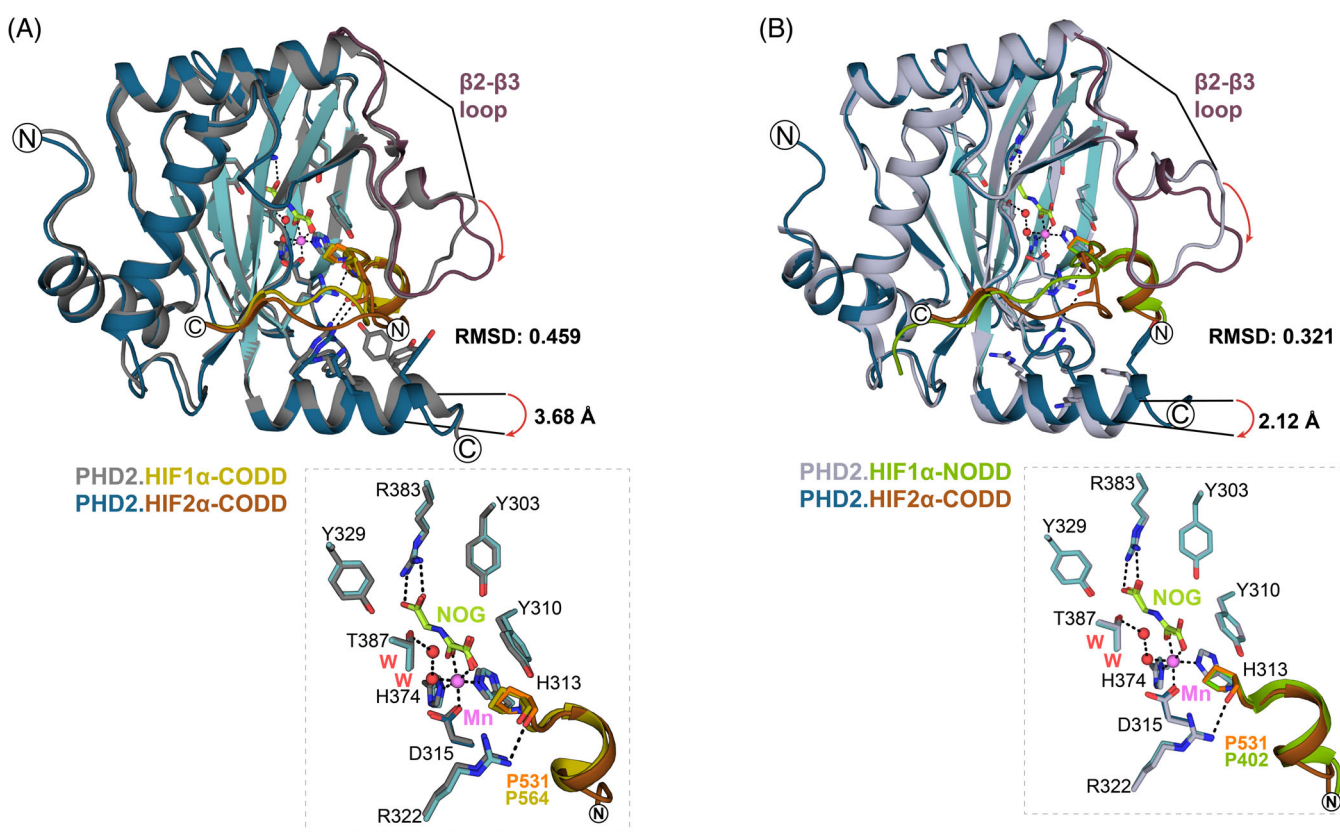 (A)
β2-β3
loop
N
C
N
RMSD: 0.459
3.68 Å
C
PHD2.HIF1α-CODD
PHD2.HIF2α-CODD
R383
Y303
Y329
NOG
Y310
T387
W
W
H374
H313
Mn
D315
P531
P564
R322
N
(B)
β2-β3
loop
N
C
N
RMSD: 0.321
C
2.12 Å
PHD2.HIF1α-NODD
PHD2.HIF2α-CODD
R383
Y303
Y329
NOG
Y310
T387
W
W
H374
H313
Mn
D315
P531
P402
R322
N